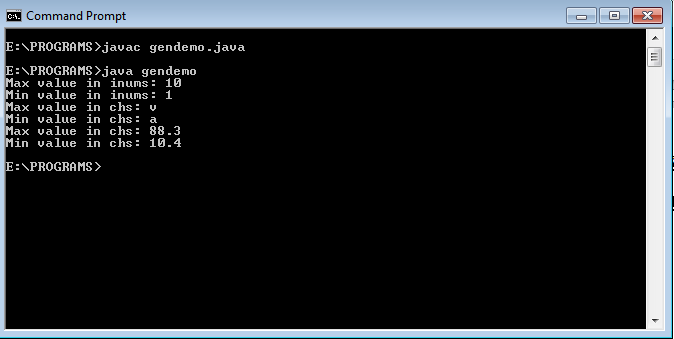 Command Prompt
E:\PROGRAMS>javac gendemo.java
E:\PROGRAMS>java gendemo
Max value in inums: 10
Min value in inums: 1
Max value in chs: v
Min value in chs: a
Max value in chs: 88.3
Min value in chs: 10.4
E:\PROGRAMS>